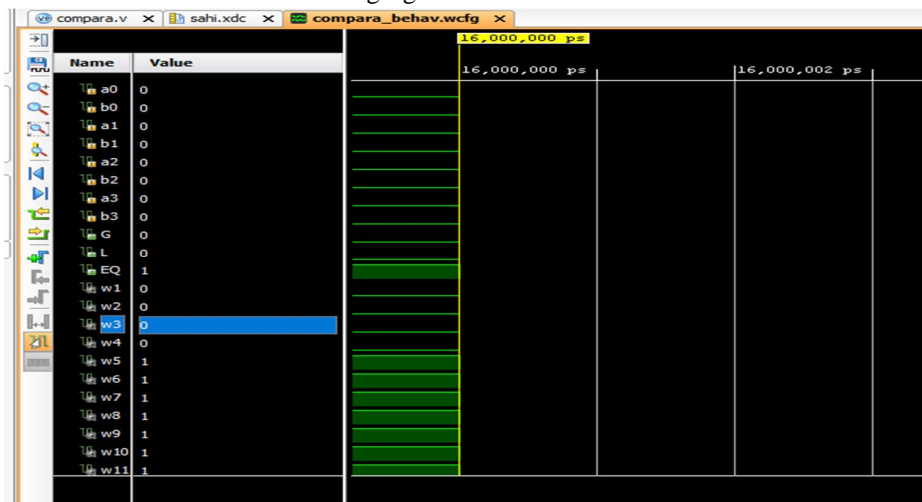 compara.v sahi.xdc compara_behav.wcfg
16,000,000 ps
Name Value
16,000,000 ps 16,000,002 ps
a0 0
b0 0
a1 0
b1 0
a2 0
b2 0
a3 0
b3 0
G 0
L 0
EQ 1
w1 0
w2 0
w3 0
w4 0
w5 1
w6 1
w7 1
w8 1
w9 1
w10 1
w11 1